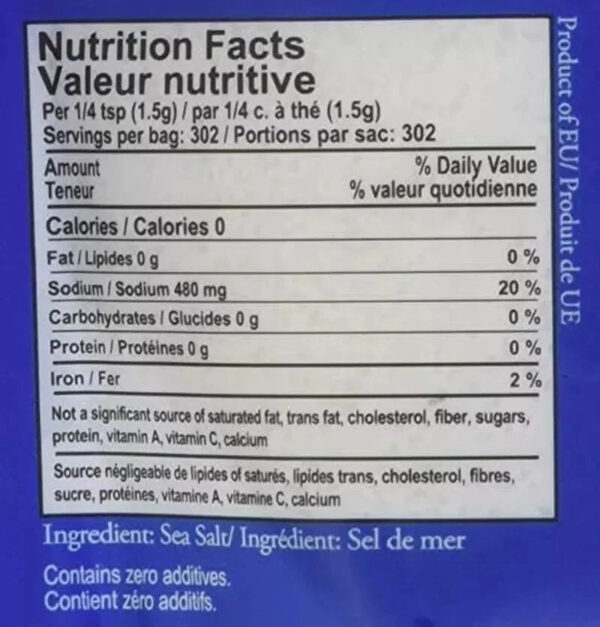 Nutrition Facts
Valeur nutritive
Per 1/4 tsp (1.5g) / par 1/4 c. à thé (1.5g)
Servings per bag: 302 / Portions par sac: 302
Amount % Daily Value
Teneur % valeur quotidienne
Calories / Calories 0
Fat / Lipides 0 g 0 %
Sodium / Sodium 480 mg 20 %
Carbohydrates / Glucides 0 g 0 %
Protein / Protéines 0 g 0 %
Iron / Fer 2 %
Not a significant source of saturated fat, trans fat, cholesterol, fiber, sugars,
protein, vitamin A, vitamin C, calcium
Source négligeable de lipides of saturés, lipides trans, cholesterol, fibres,
sucre, protéines, vitamine A, vitamine C, calcium
Ingredient: Sea Salt/ Ingrédient: Sel de mer
Contains zero additives.
Contient zéro additifs.
Product of EU/ Produit de UE